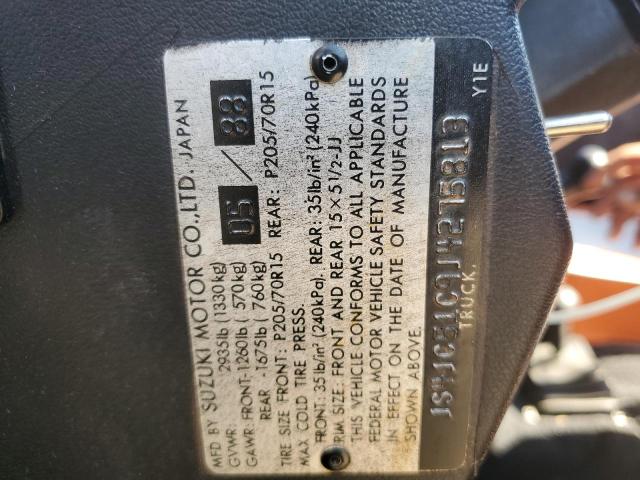 MFD BY SUZUKI MOTOR CO.,LTD. JAPAN
GVWR: 2935lb (1330kg) 05 / 88
GAWR: FRONT-1260lb ( 570kg)
REAR -1675lb ( 760kg)
TIRE SIZE FRONT: P205/70R15 REAR: P205/70R15
MAX COLD TIRE PRESS.
FRONT: 35lb/in² (240kPa). REAR: 35lb/in² (240kPa)
RIM SIZE: FRONT AND REAR 15×5 1/2-JJ
THIS VEHICLE CONFORMS TO ALL APPLICABLE
FEDERAL MOTOR VEHICLE SAFETY STANDARDS
IN EFFECT ON THE DATE OF MANUFACTURE
SHOWN ABOVE.
JS4JC51C9J4275813
TRUCK. Y1E